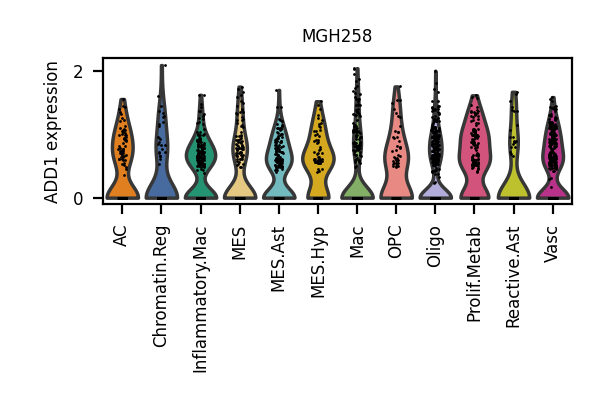 MGH258
ADD1 expression
2
0
AC
Chromatin.Reg
Inflammatory.Mac
MES
MES.Ast
MES.Hyp
Mac
OPC
Oligo
Prolif.Metab
Reactive.Ast
Vasc